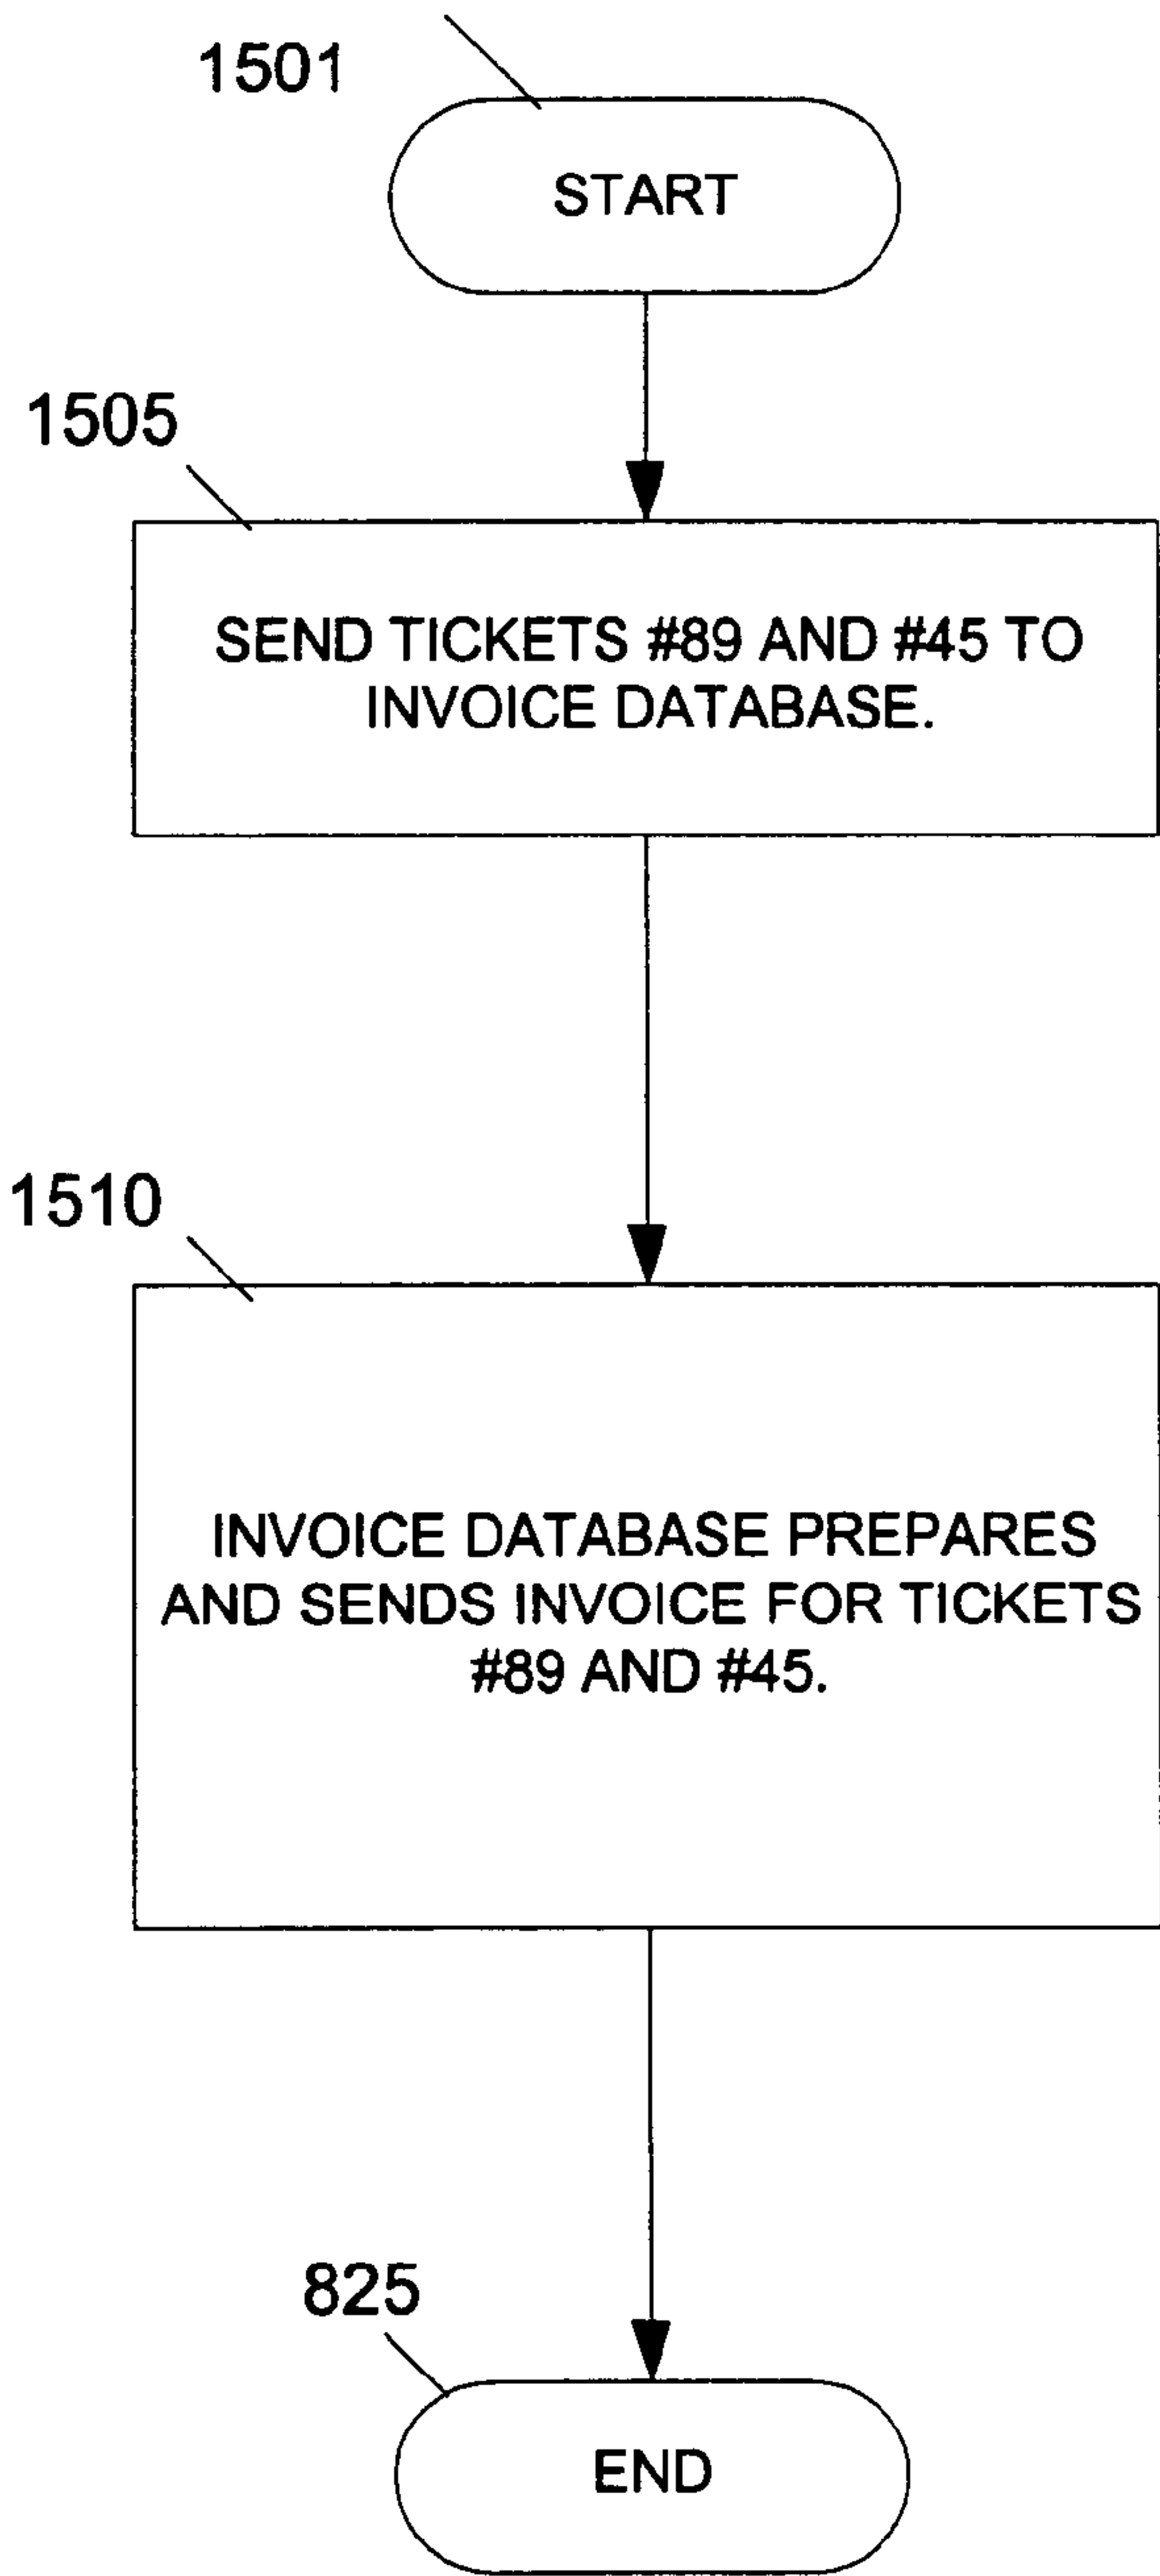 1501
START
1505
SEND TICKETS #89 AND #45 TO
INVOICE DATABASE.
1510
INVOICE DATABASE PREPARES
AND SENDS INVOICE FOR TICKETS
#89 AND #45.
825
END